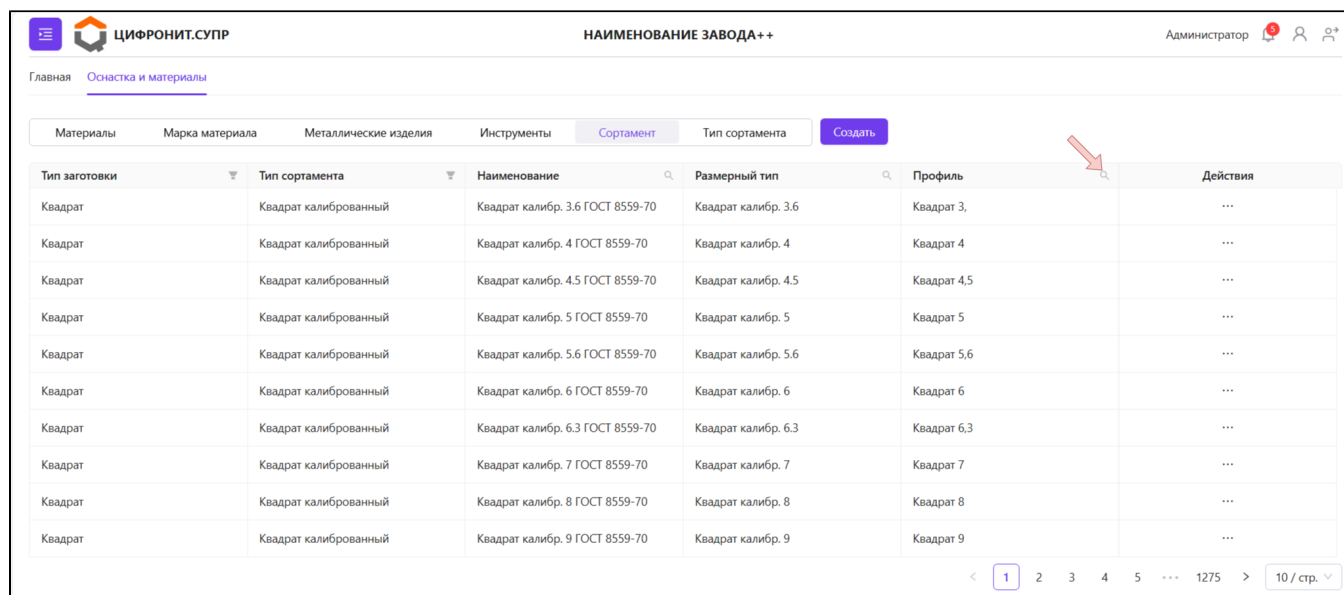 ЦИФРОНИТ.СУПР НАИМЕНОВАНИЕ ЗАВОДА++ Администратор 5
Главная Оснастка и материалы
Материалы Марка материала Металлические изделия Инструменты Сортамент Тип сортамента Создать
Тип заготовки Тип сортамента Наименование Размерный тип Профиль Действия
Квадрат Квадрат калиброванный Квадрат калибр. 3.6 ГОСТ 8559-70 Квадрат калибр. 3.6 Квадрат 3, ...
Квадрат Квадрат калиброванный Квадрат калибр. 4 ГОСТ 8559-70 Квадрат калибр. 4 Квадрат 4 ...
Квадрат Квадрат калиброванный Квадрат калибр. 4.5 ГОСТ 8559-70 Квадрат калибр. 4.5 Квадрат 4,5 ...
Квадрат Квадрат калиброванный Квадрат калибр. 5 ГОСТ 8559-70 Квадрат калибр. 5 Квадрат 5 ...
Квадрат Квадрат калиброванный Квадрат калибр. 5.6 ГОСТ 8559-70 Квадрат калибр. 5.6 Квадрат 5,6 ...
Квадрат Квадрат калиброванный Квадрат калибр. 6 ГОСТ 8559-70 Квадрат калибр. 6 Квадрат 6 ...
Квадрат Квадрат калиброванный Квадрат калибр. 6.3 ГОСТ 8559-70 Квадрат калибр. 6.3 Квадрат 6,3 ...
Квадрат Квадрат калиброванный Квадрат калибр. 7 ГОСТ 8559-70 Квадрат калибр. 7 Квадрат 7 ...
Квадрат Квадрат калиброванный Квадрат калибр. 8 ГОСТ 8559-70 Квадрат калибр. 8 Квадрат 8 ...
Квадрат Квадрат калиброванный Квадрат калибр. 9 ГОСТ 8559-70 Квадрат калибр. 9 Квадрат 9 ...
< 1 2 3 4 5 ••• 1275 > 10 / стр.